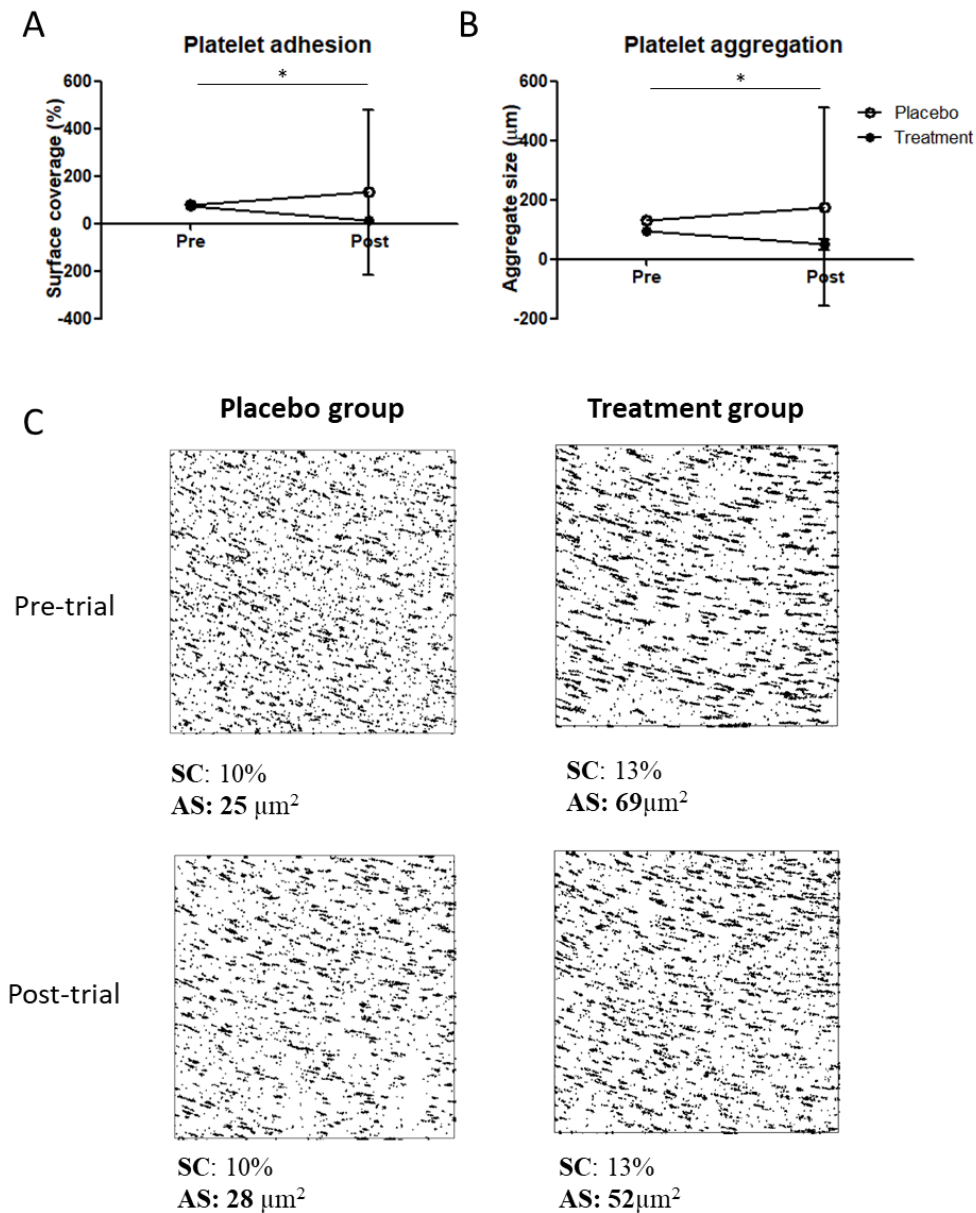 A
Platelet adhesion
*
Surface coverage (%)
600
400
200
0
200
-400
Pre
Post
B
Platelet aggregation
*
Aggregate size (μm)
600
400
200
0
-200
Pre
Post
Placebo
Treatment
C
Placebo group
Treatment group
Pre-trial
SC: 10%
AS: 25 μm²
SC: 13%
AS: 69μm²
Post-trial
SC: 10%
AS: 28 μm²
SC: 13%
AS: 52μm²